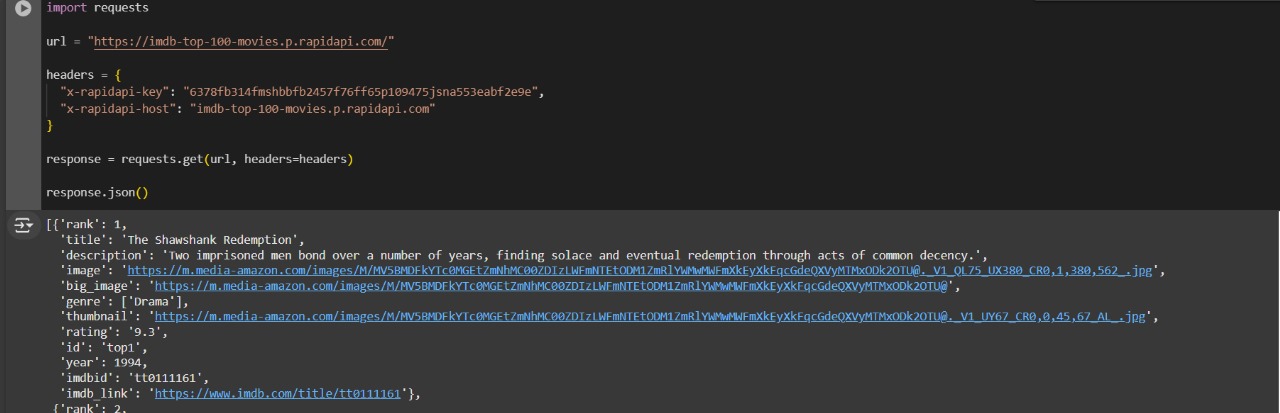 import requests
url = "https://imdb-top-100-movies.p.rapidapi.com/"
headers = {
"x-rapidapi-key": "6378fb314fmshbbfb2457f76ff65p109475jsna553eabf2e9e",
"x-rapidapi-host": "imdb-top-100-movies.p.rapidapi.com"
}
response = requests.get(url, headers=headers)
response.json()
[{'rank': 1,
'title': 'The Shawshank Redemption',
'description': 'Two imprisoned men bond over a number of years, finding solace and eventual redemption through acts of common decency.',
'image': 'https://m.media-amazon.com/images/M/MV5BMDFkYTc0MGEtZmNhMC00ZDIzLWFmNTEtODM1ZmRlYWMwMWFmXkEyXkFqcGdeQXVyMTMxODk2OTU@._V1_QL75_UX380_CR0,1,380,562_.jpg',
'big_image': 'https://m.media-amazon.com/images/M/MV5BMDFkYTc0MGEtZmNhMC00ZDIzLWFmNTEtODM1ZmRlYWMwMWFmXkEyXkFqcGdeQXVyMTMxODk2OTU@',
'genre': ['Drama'],
'thumbnail': 'https://m.media-amazon.com/images/M/MV5BMDFkYTc0MGEtZmNhMC00ZDIzLWFmNTEtODM1ZmRlYWMwMWFmXkEyXkFqcGdeQXVyMTMxODk2OTU@._V1_UY67_CR0,0,45,67_AL_.jpg',
'rating': '9.3',
'id': 'top1',
'year': 1994,
'imdbid': 'tt0111161',
'imdb_link': 'https://www.imdb.com/title/tt0111161'},
{'rank': 2,